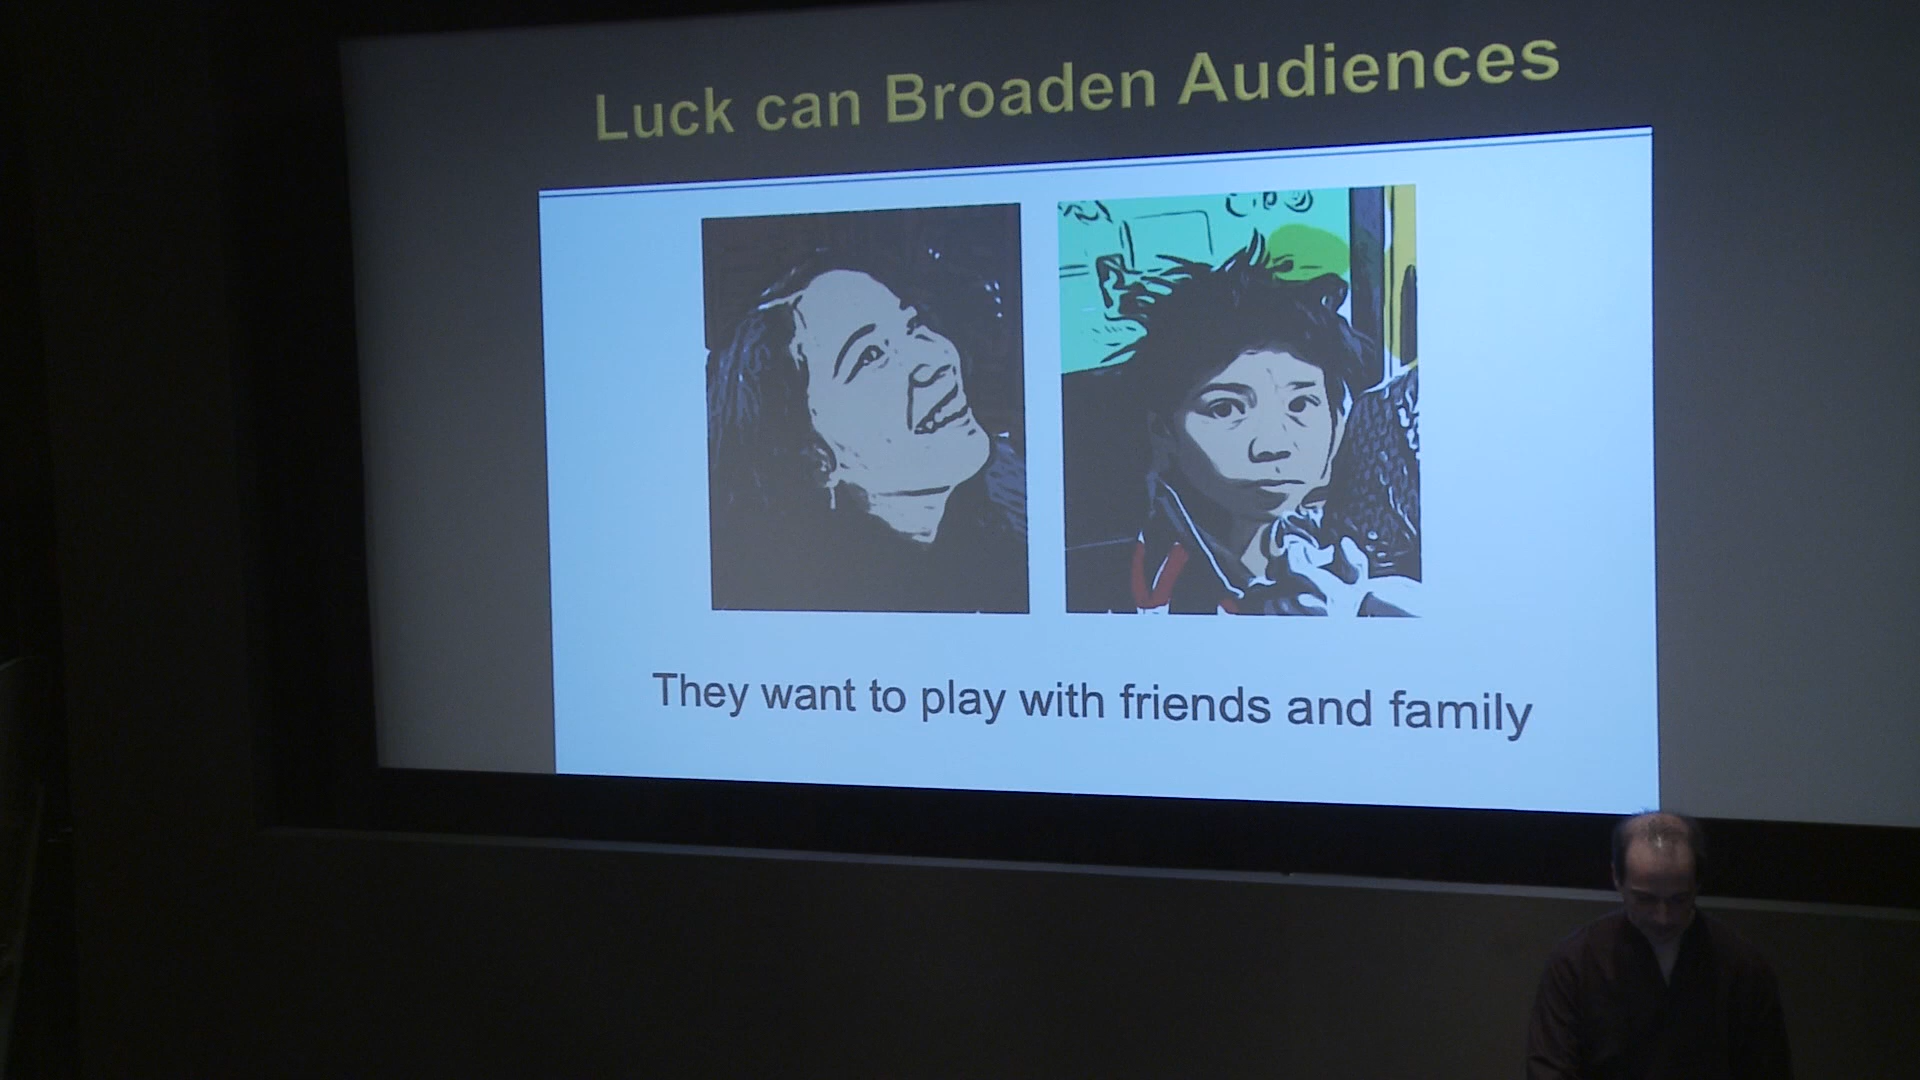 Luck can Broaden Audiences
They want to play with friends and family